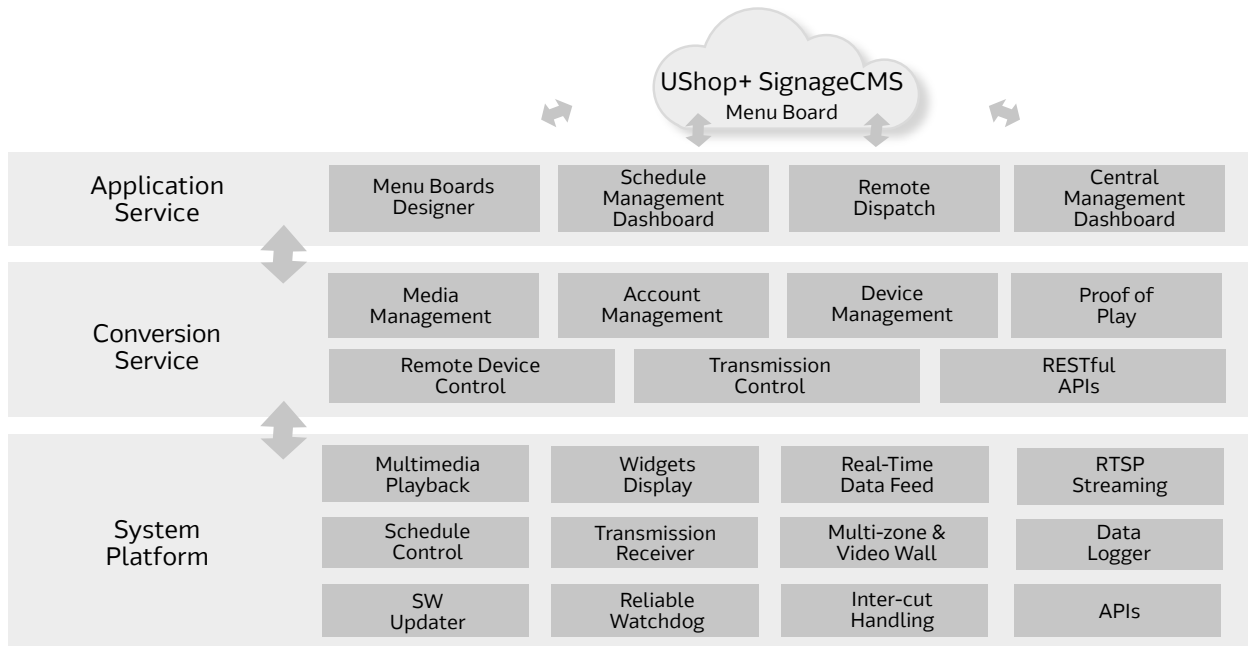 UShop+ SignageCMS
Menu Board
Application
Service
Menu Boards
Designer
Schedule
Management
Dashboard
Remote
Dispatch
Central
Management
Dashboard
Conversion
Service
Media
Management
Account
Management
Device
Management
Proof of
Play
Remote Device
Control
Transmission
Control
RESTful
APIs
System
Platform
Multimedia
Playback
Widgets
Display
Real-Time
Data Feed
RTSP
Streaming
Schedule
Control
Transmission
Receiver
Multi-zone &
Video Wall
Data
Logger
SW
Updater
Reliable
Watchdog
Inter-cut
Handling
APIs